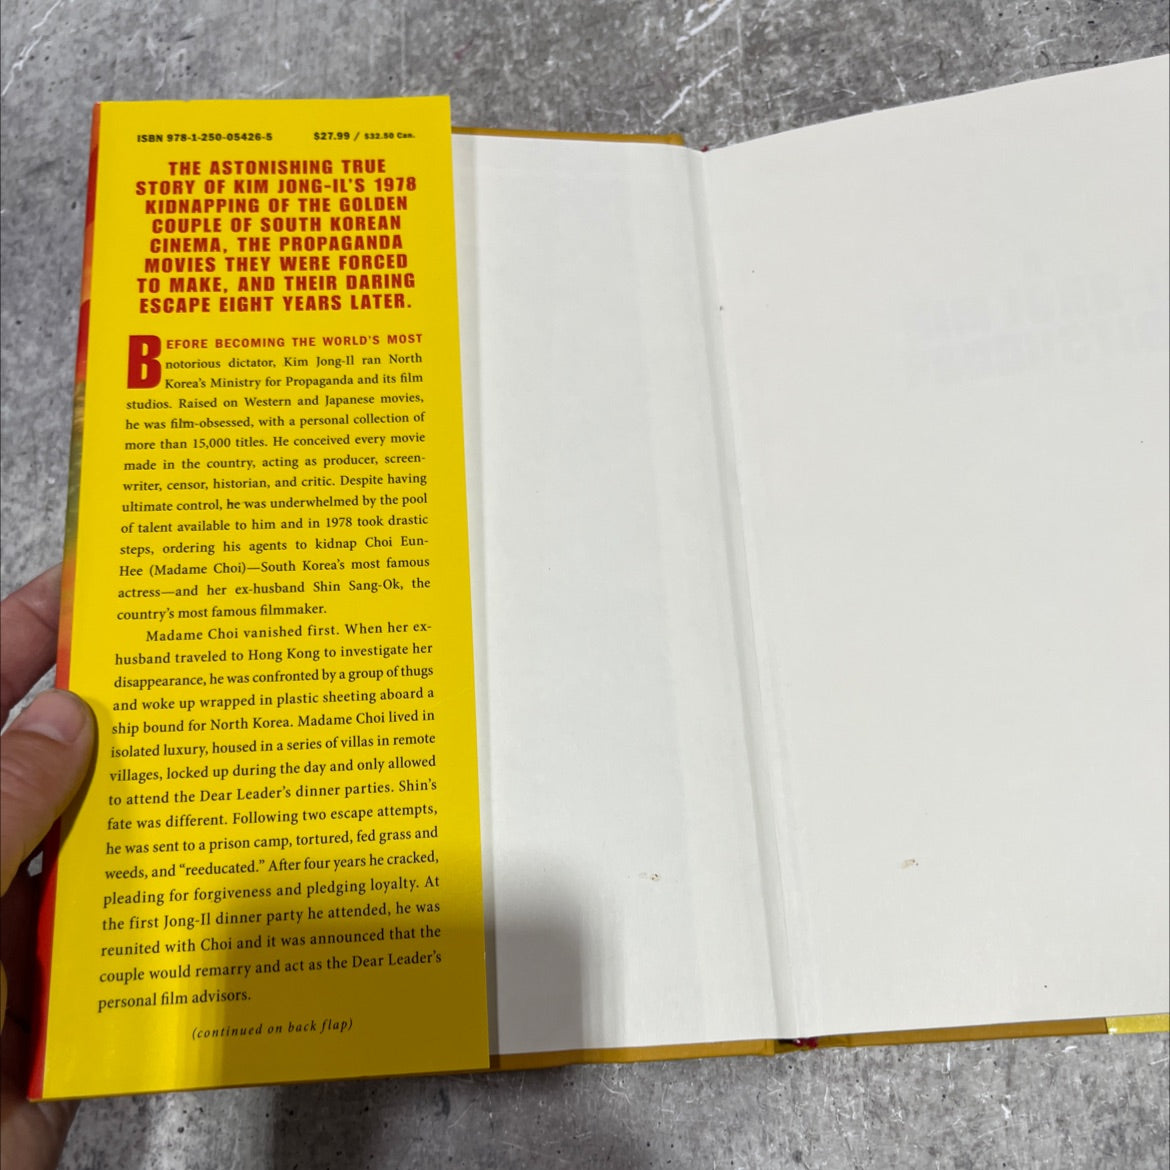 ISBN 978-1-250-05426-5 $27.99 / $32.50 Can.
THE ASTONISHING TRUE
STORY OF KIM JONG-IL'S 1978
KIDNAPPING OF THE GOLDEN
COUPLE OF SOUTH KOREAN
CINEMA, THE PROPAGANDA
MOVIES THEY WERE FORCED
TO MAKE, AND THEIR DARING
ESCAPE EIGHT YEARS LATER.
BEFORE BECOMING THE WORLD'S MOST
notorious dictator, Kim Jong-Il ran North
Korea's Ministry for Propaganda and its film
studios. Raised on Western and Japanese movies,
he was film-obsessed, with a personal collection of
more than 15,000 titles. He conceived every movie
made in the country, acting as producer, screen-
writer, censor, historian, and critic. Despite having
ultimate control, he was underwhelmed by the pool
of talent available to him and in 1978 took drastic
steps, ordering his agents to kidnap Choi Eun-
Hee (Madame Choi)—South Korea's most famous
actress—and her ex-husband Shin Sang-Ok, the
country's most famous filmmaker.
Madame Choi vanished first. When her ex-
husband traveled to Hong Kong to investigate her
disappearance, he was confronted by a group of thugs
and woke up wrapped in plastic sheeting aboard a
ship bound for North Korea. Madame Choi lived in
isolated luxury, housed in a series of villas in remote
villages, locked up during the day and only allowed
to attend the Dear Leader's dinner parties. Shin's
fate was different. Following two escape attempts,
he was sent to a prison camp, tortured, fed grass and
weeds, and “reeducated.” After four years he cracked,
pleading for forgiveness and pledging loyalty. At
the first Jong-Il dinner party he attended, he was
reunited with Choi and it was announced that the
couple would remarry and act as the Dear Leader's
personal film advisors.
(continued on back flap)